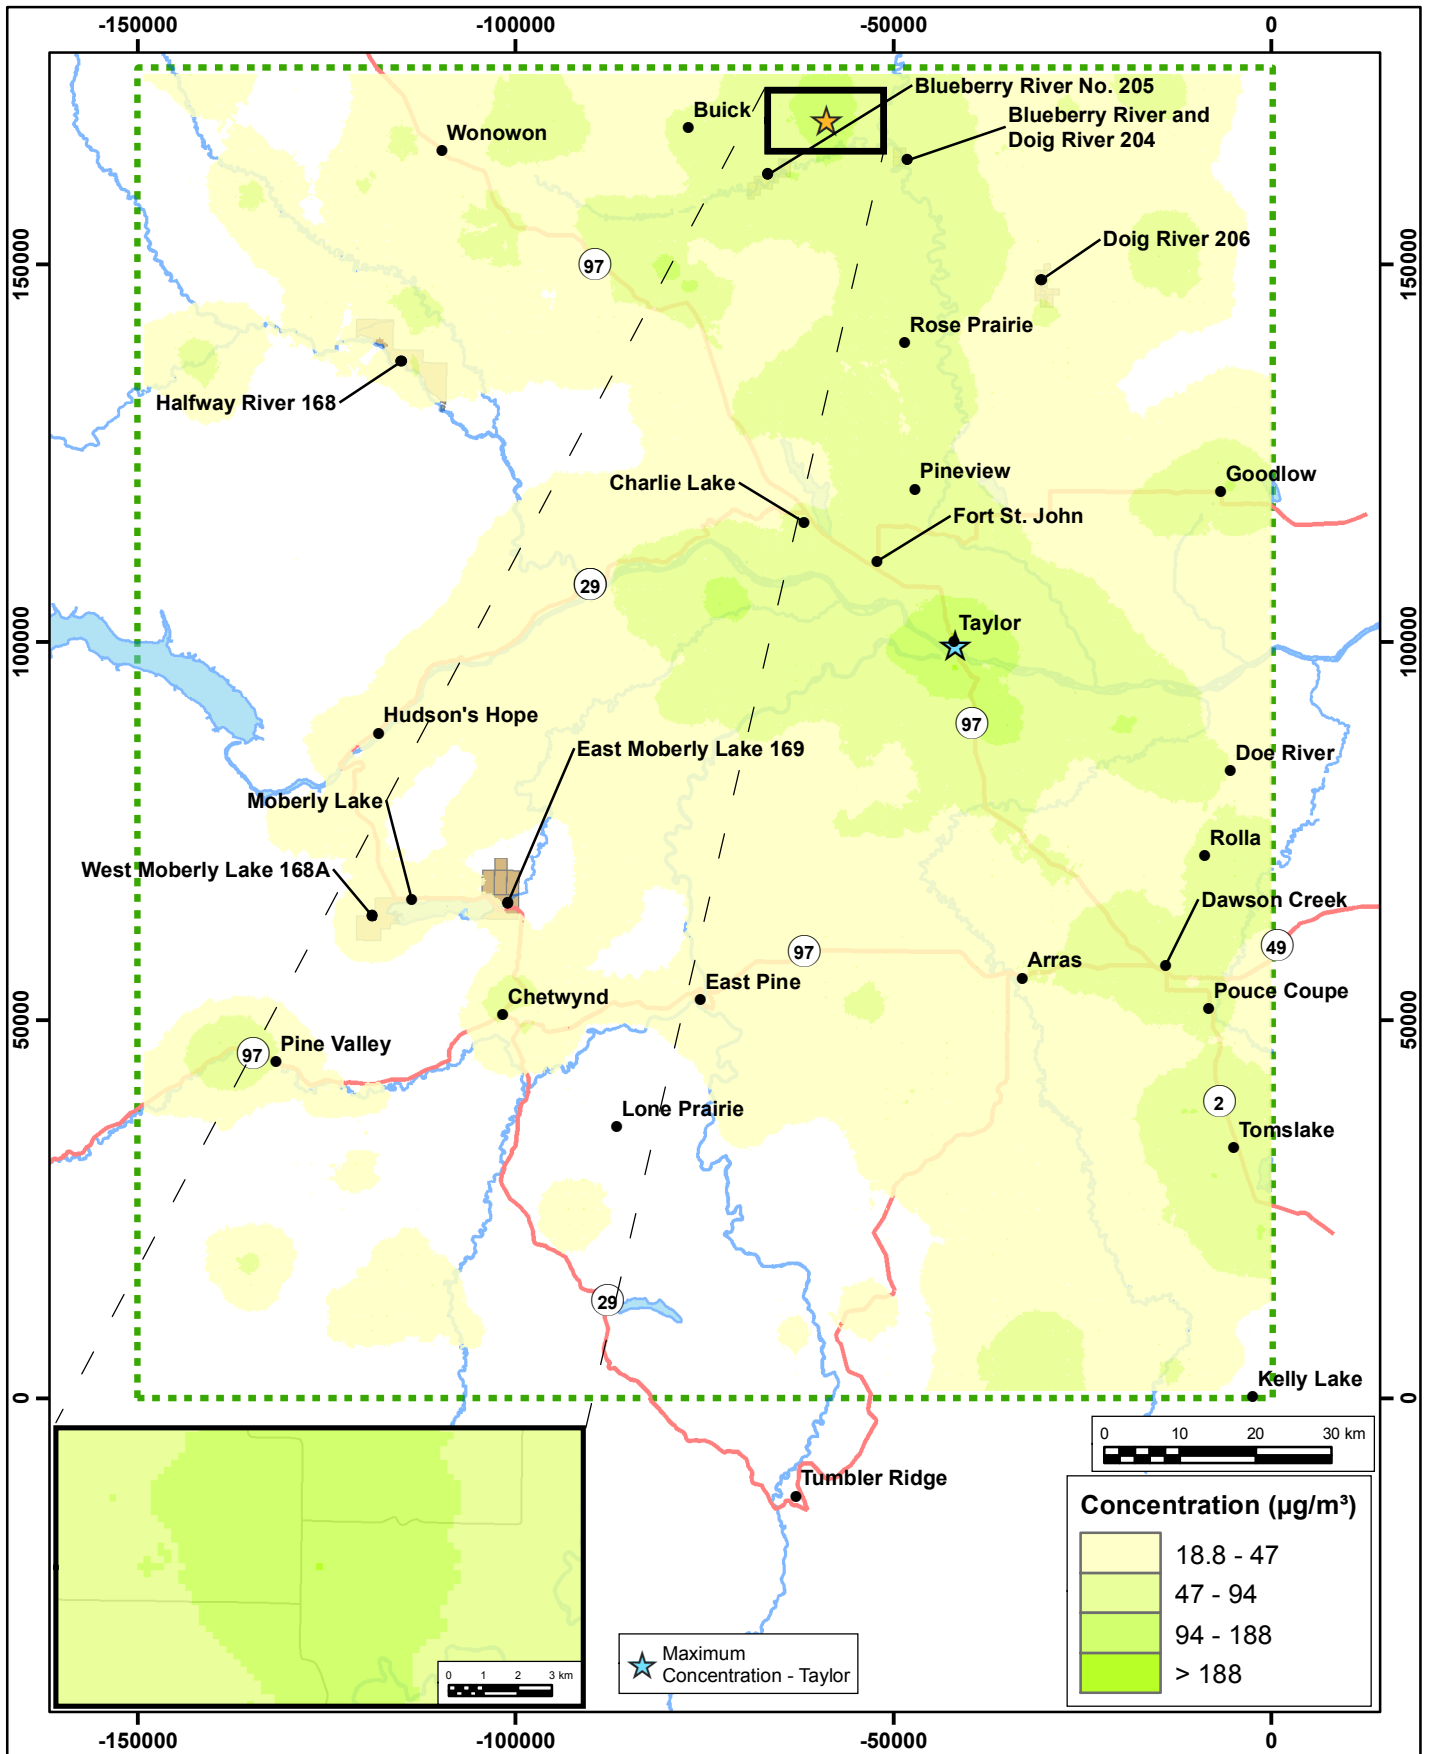 -150000
-100000
-50000
0
Blueberry River No. 205
Buick
Blueberry River and
Doig River 204
Wonowon
150000
150000
Doig River 206
97
Rose Prairie
Halfway River 168
Pineview
Goodlow
Charlie Lake
Fort St. John
29
100000
100000
Taylor
Hudson's Hope
97
East Moberly Lake 169
Doe River
Moberly Lake
Rolla
West Moberly Lake 168A
Dawson Creek
97
49
Arras
East Pine
Chetwynd
Pouce Coupe
50000
50000
97
Pine Valley
2
Lone Prairie
Tomslake
29
0
0
Kelly Lake
0 10 20 30 km
Tumbler Ridge
Concentration (µg/m³)
18.8 - 47
47 - 94
94 - 188
> 188
Maximum
Concentration - Taylor
0 1 2 3 km
-150000
-100000
-50000
0